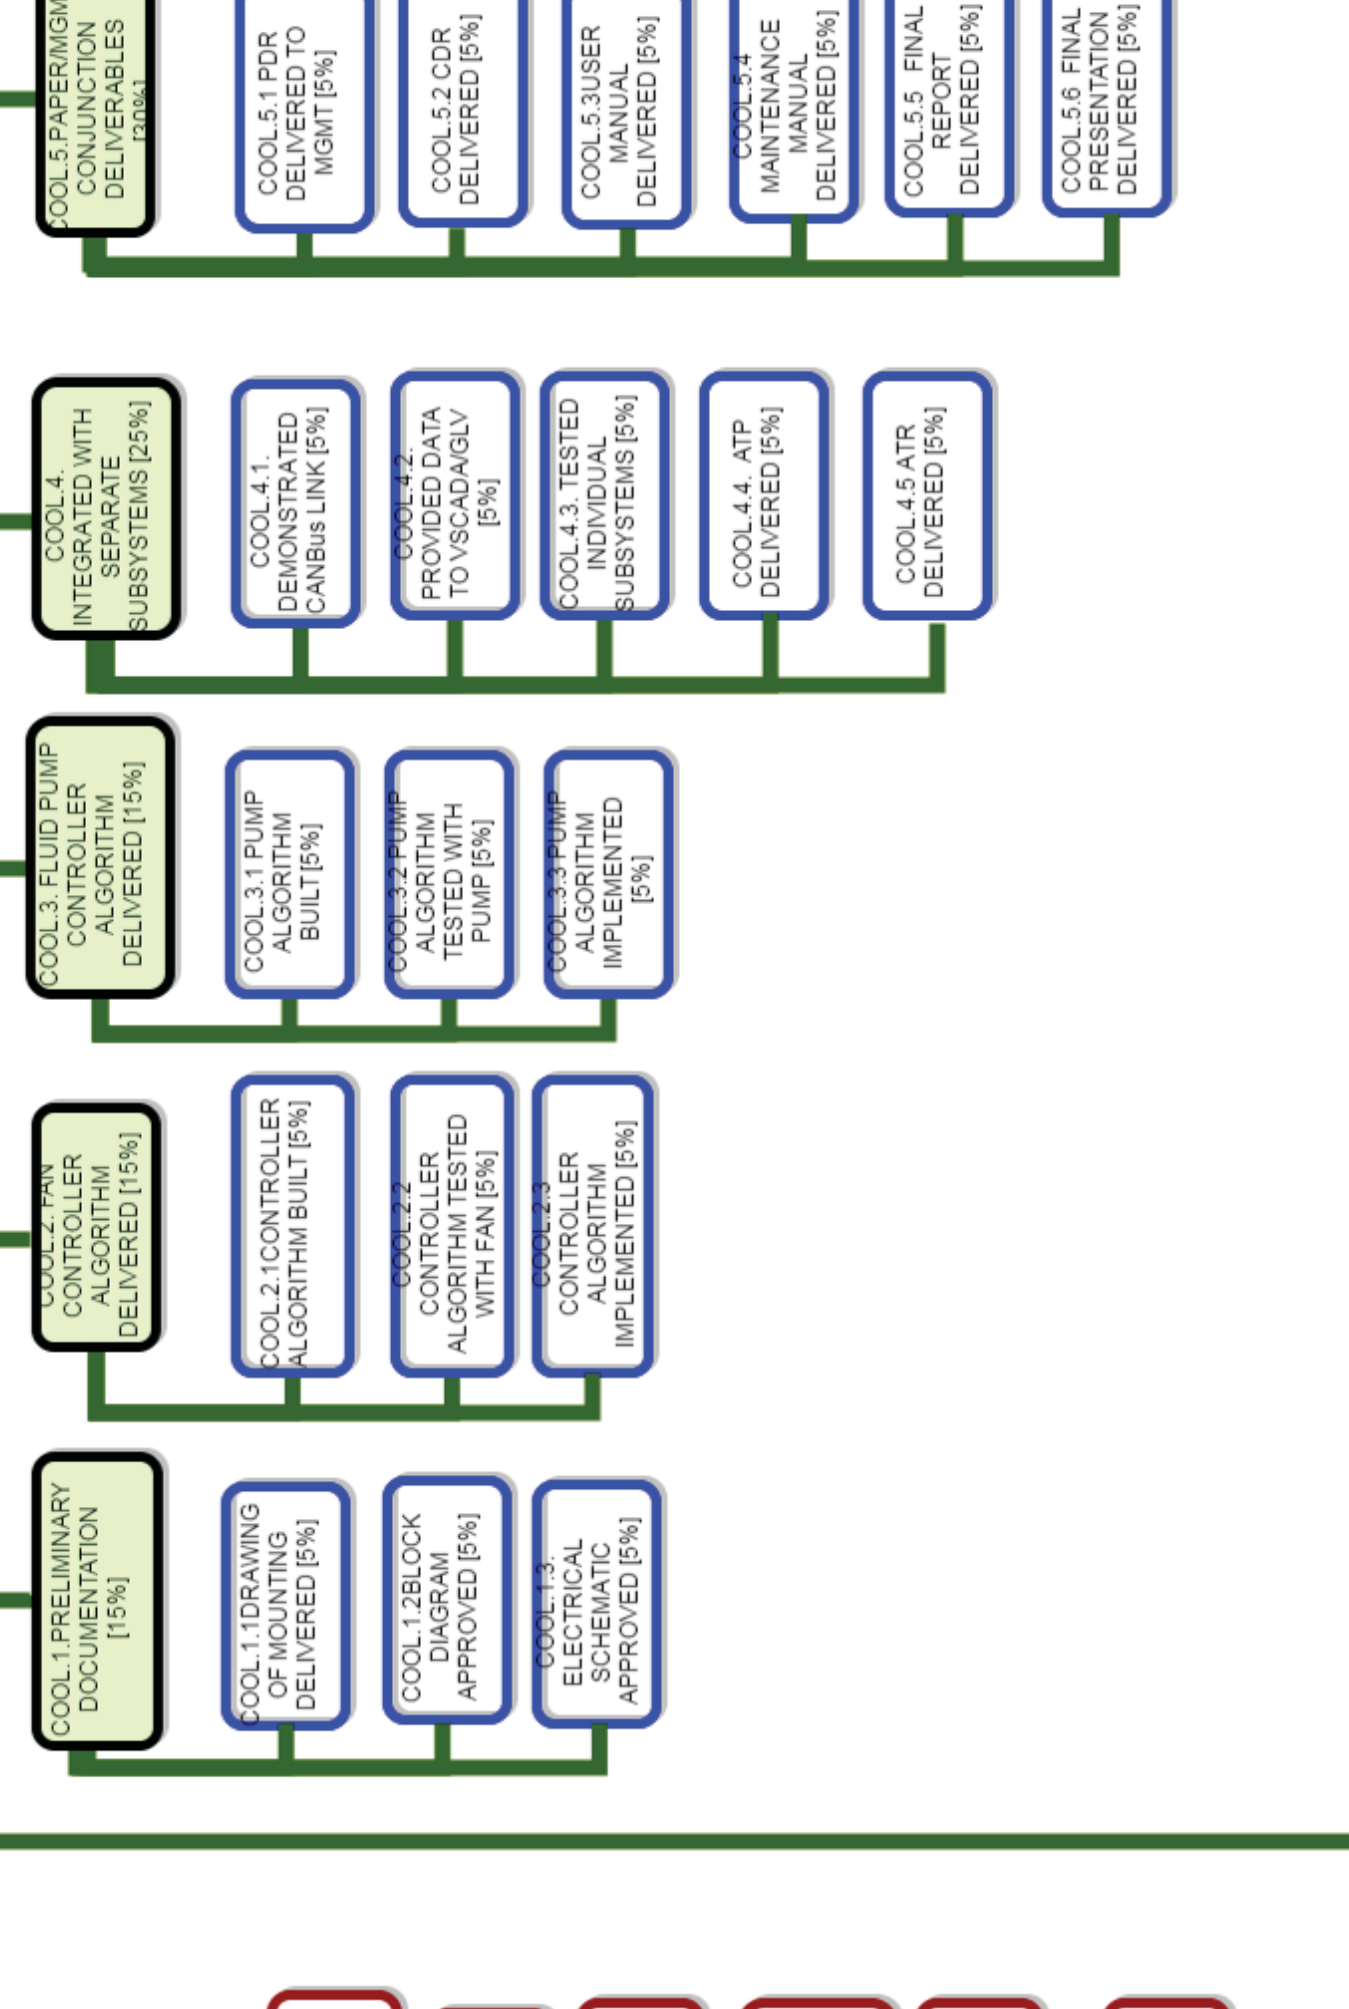 COOL.1.PRELIMINARY
DOCUMENTATION
[15%]
COOL.1.1DRAWING
OF MOUNTING
DELIVERED [5%]
COOL.1.2BLOCK
DIAGRAM
APPROVED [5%]
COOL.1.3.
ELECTRICAL
SCHEMATIC
APPROVED [5%]
COOL.2. FAN
CONTROLLER
ALGORITHM
DELIVERED [15%]
COOL.2.1CONTROLLER
ALGORITHM BUILT [5%]
COOL.2.2
CONTROLLER
ALGORITHM TESTED
WITH FAN [5%]
COOL.2.3
CONTROLLER
ALGORITHM
IMPLEMENTED [5%]
COOL.3. FLUID PUMP
CONTROLLER
ALGORITHM
DELIVERED [15%]
COOL.3.1 PUMP
ALGORITHM
BUILT[5%]
COOL.3.2 PUMP
ALGORITHM
TESTED WITH
PUMP [5%]
COOL.3.3 PUMP
ALGORITHM
IMPLEMENTED
[5%]
COOL.4.
INTEGRATED WITH
SEPARATE
SUBSYSTEMS [25%]
COOL.4.1.
DEMONSTRATED
CANBus LINK [5%]
COOL.4.2.
PROVIDED DATA
TO VSCADA/GLV
[5%]
COOL.4.3. TESTED
INDIVIDUAL
SUBSYSTEMS [5%]
COOL.4.4. ATP
DELIVERED [5%]
COOL.4.5 ATR
DELIVERED [5%]
COOL.5.PAPER/MGM
CONJUNCTION
DELIVERABLES
[30%]
COOL.5.1 PDR
DELIVERED TO
MGMT [5%]
COOL.5.2 CDR
DELIVERED [5%]
COOL.5.3USER
MANUAL
DELIVERED [5%]
COOL.5.4
MAINTENANCE
MANUAL
DELIVERED [5%]
COOL.5.5 FINAL
REPORT
DELIVERED [5%]
COOL.5.6 FINAL
PRESENTATION
DELIVERED [5%]